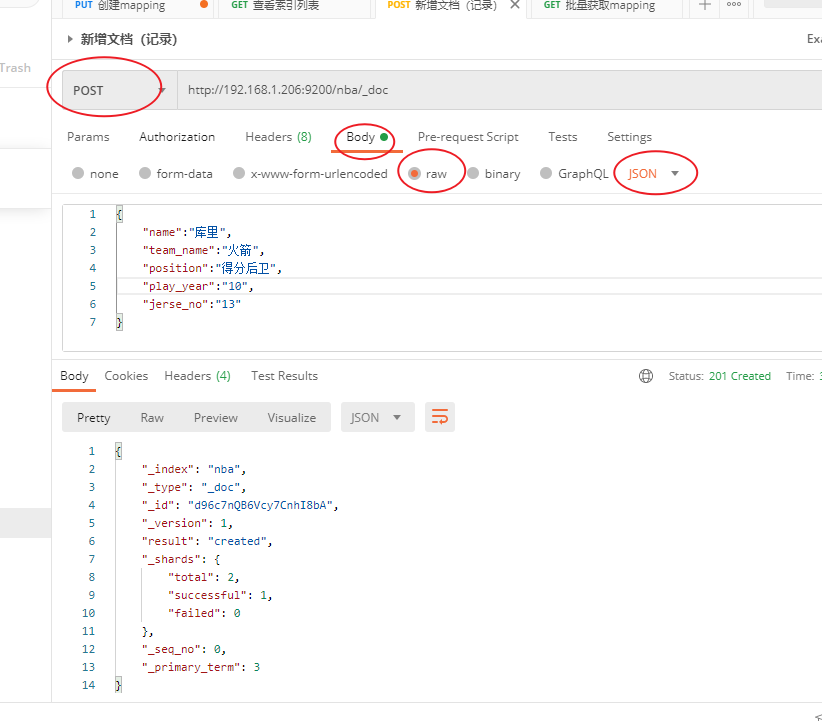 PUT 创建mapping GET 查看索引列表 POST 新增文档（记录） GET 批量获取mapping
新增文档（记录） Exa
Trash
POST http://192.168.1.206:9200/nba/_doc
Params Authorization Headers (8) Body Pre-request Script Tests Settings
none form-data x-www-form-urlencoded raw binary GraphQL JSON
1 {
2 "name":"库里",
3 "team_name":"火箭",
4 "position":"得分后卫",
5 "play_year":"10",
6 "jerse_no":"13"
7 }
Body Cookies Headers (4) Test Results Status: 201 Created Time: 3
Pretty Raw Preview Visualize JSON
1 {
2 "_index": "nba",
3 "_type": "_doc",
4 "_id": "d96c7nQB6Vcy7CnhI8bA",
5 "_version": 1,
6 "result": "created",
7 "_shards": {
8 "total": 2,
9 "successful": 1,
10 "failed": 0
11 },
12 "_seq_no": 0,
13 "_primary_term": 3
14 }